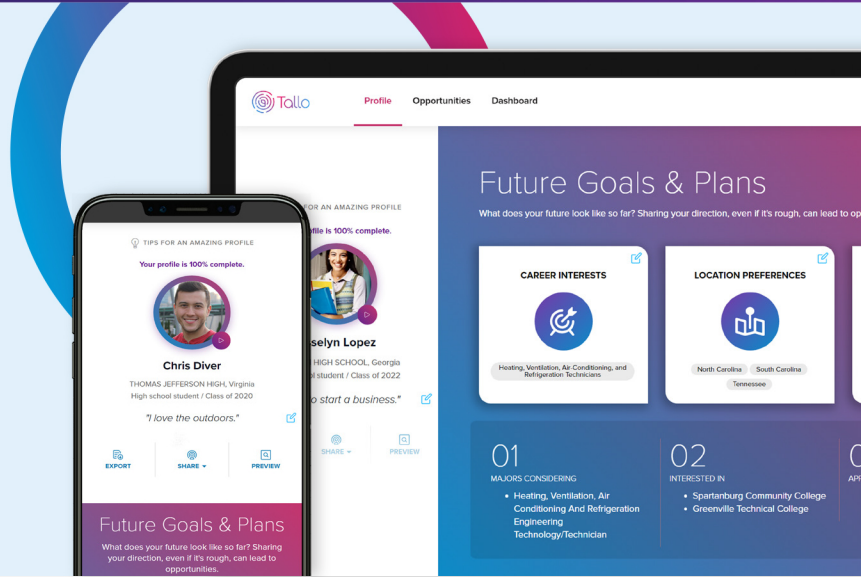 Tallo
Profile
Opportunities
Dashboard
TIPS FOR AN AMAZING PROFILE
Your profile is 100% complete.
Chris Diver
THOMAS JEFFERSON HIGH, Virginia
High school student / Class of 2020
"I love the outdoors."
EXPORT
SHARE
PREVIEW
Future Goals & Plans
What does your future look like so far? Sharing
your direction, even if it's rough, can lead to
opportunities.
FOR AN AMAZING PROFILE
file is 100% complete.
selyn Lopez
HIGH SCHOOL, Georgia
ol student / Class of 2022
o start a business."
SHARE
PREVIEW
Future Goals & Plans
What does your future look like so far? Sharing your direction, even if it's rough, can lead to op
CAREER INTERESTS
Heating, Ventilation, Air-Conditioning, and
Refrigeration Technicians
LOCATION PREFERENCES
North Carolina
South Carolina
Tennessee
01
MAJORS CONSIDERING
• Heating, Ventilation, Air
Conditioning And Refrigeration
Engineering
Technology/Technician
02
INTERESTED IN
• Spartanburg Community College
• Greenville Technical College